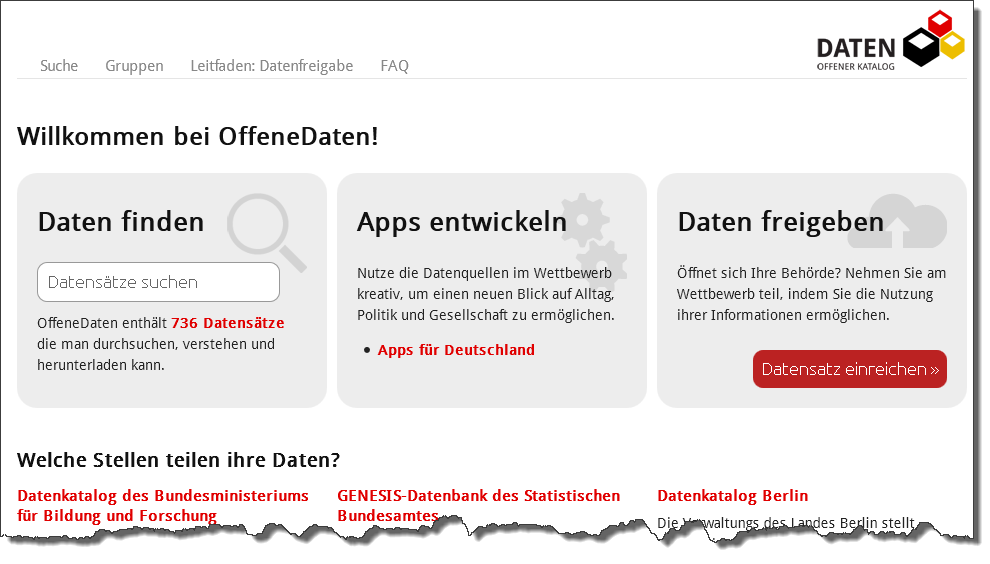 DATEN
OFFENER KATALOG
Suche Gruppen Leitfaden: Datenfreigabe FAQ
Willkommen bei OffeneDaten!
Daten finden
Datensätze suchen
OffeneDaten enthält 736 Datensätze
die man durchsuchen, verstehen und
herunterladen kann.
Apps entwickeln
Nutze die Datenquellen im Wettbewerb
kreativ, um einen neuen Blick auf Alltag,
Politik und Gesellschaft zu ermöglichen.
• Apps für Deutschland
Daten freigeben
Öffnet sich Ihre Behörde? Nehmen Sie am
Wettbewerb teil, indem Sie die Nutzung
ihrer Informationen ermöglichen.
Datensatz einreichen »
Welche Stellen teilen ihre Daten?
Datenkatalog des Bundesministeriums
für Bildung und Forschung
GENESIS-Datenbank des Statistischen
Bundesamtes
Datenkatalog Berlin
Die Verwaltungs des Landes Berlin stellt